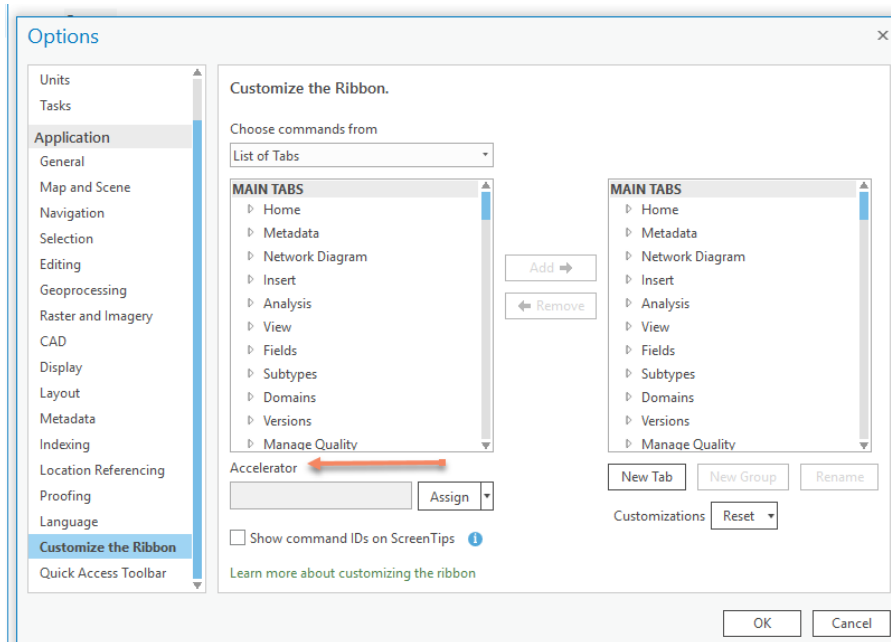 Options
Units
Tasks
Application
General
Map and Scene
Navigation
Selection
Editing
Geoprocessing
Raster and Imagery
CAD
Display
Layout
Metadata
Indexing
Location Referencing
Proofing
Language
Customize the Ribbon
Quick Access Toolbar
Customize the Ribbon.
Choose commands from
List of Tabs
MAIN TABS
Home
Metadata
Network Diagram
Insert
Analysis
View
Fields
Subtypes
Domains
Versions
Manage Quality
Add
Remove
MAIN TABS
Home
Metadata
Network Diagram
Insert
Analysis
View
Fields
Subtypes
Domains
Versions
Manage Quality
Accelerator
Assign
New Tab
New Group
Rename
Customizations
Reset
Show command IDs on ScreenTips
Learn more about customizing the ribbon
OK
Cancel